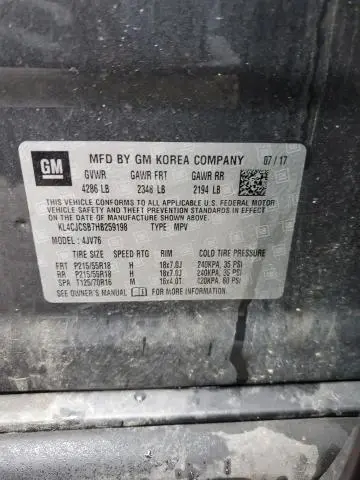 GM MFD BY GM KOREA COMPANY 07/17
GVWR GAWR FRT GAWR RR
4286 LB 2348 LB 2194 LB
THIS VEHICLE CONFORMS TO ALL APPLICABLE U.S. FEDERAL MOTOR
VEHICLE SAFETY, BUMPER, AND THEFT PREVENTION STANDARDS IN
EFFECT ON THE DATE OF MANUFACTURE SHOWN ABOVE.
KL4CJCSB7HB259198 TYPE: MPV
MODEL: 4JV76
TIRE SIZE SPEED RTG RIM COLD TIRE PRESSURE
FRT P215/55R18 H 18x7.0J 240KPA, 35 PSI
RR P215/55R18 H 18x7.0J 240KPA, 35 PSI
SPA T125/70R16 M 16x4.0T 420KPA, 60 PSI
SEE OWNER'S MANUAL FOR MORE INFORMATION.